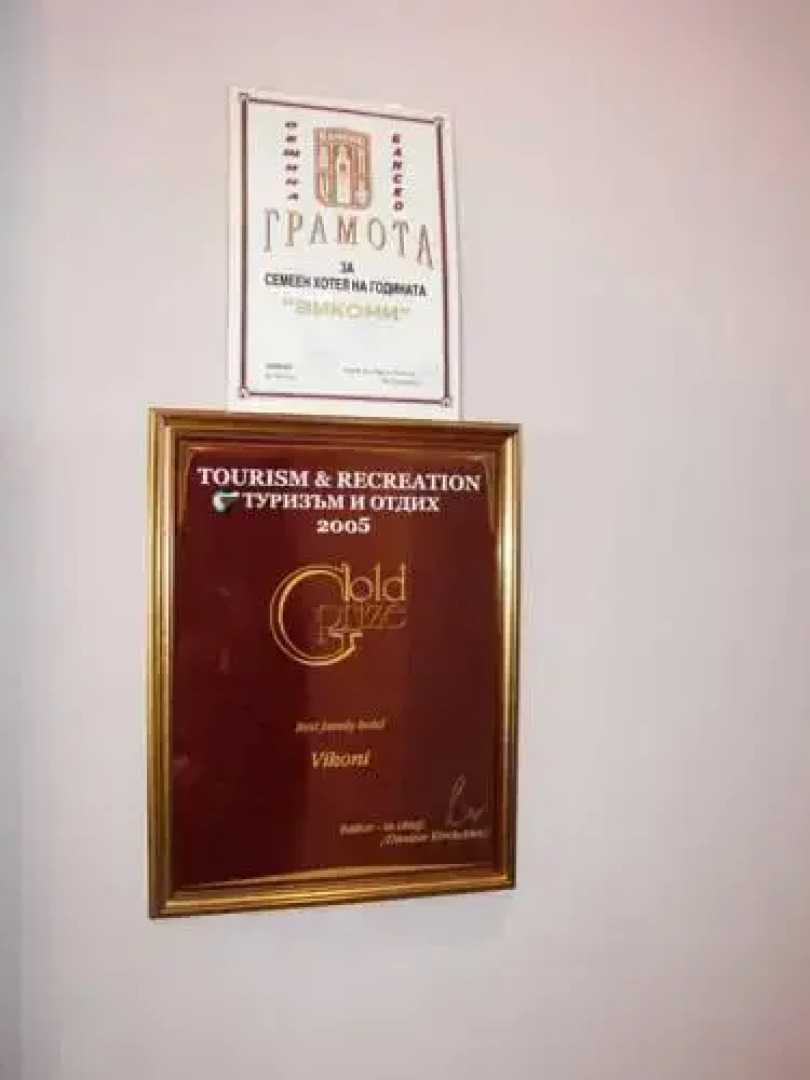 ОБЩИНА
БАНСКО
БАНСКО
ГРАМОТА
ЗА
СЕМЕЕН ХОТЕЛ НА ГОДИНАТА
"ВИКОНИ"
TOURISM & RECREATION
ТУРИЗЪМ И ОТДИХ
2005
Gold
Prize
Best family hotel
Vikoni